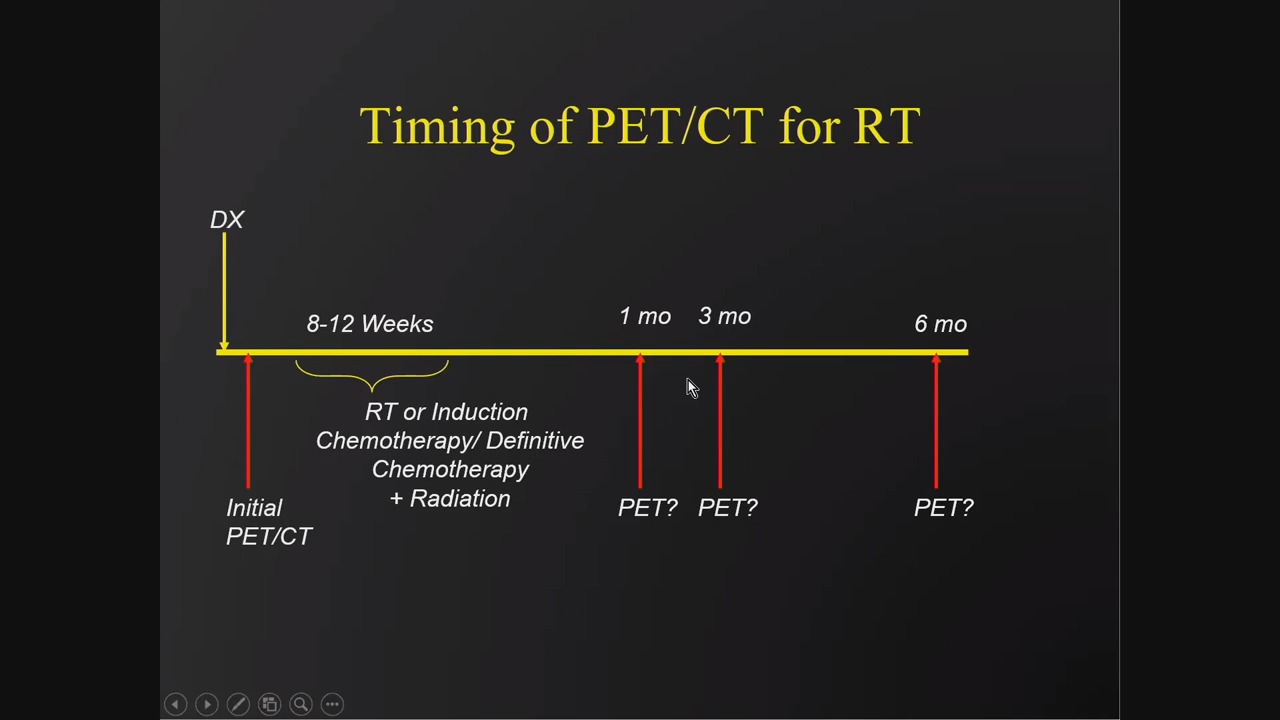 Timing of PET/CT for RT
DX
8-12 Weeks
1 mo
3 mo
6 mo
RT or Induction
Chemotherapy/ Definitive
Chemotherapy
+ Radiation
Initial
PET/CT
PET?
PET?
PET?